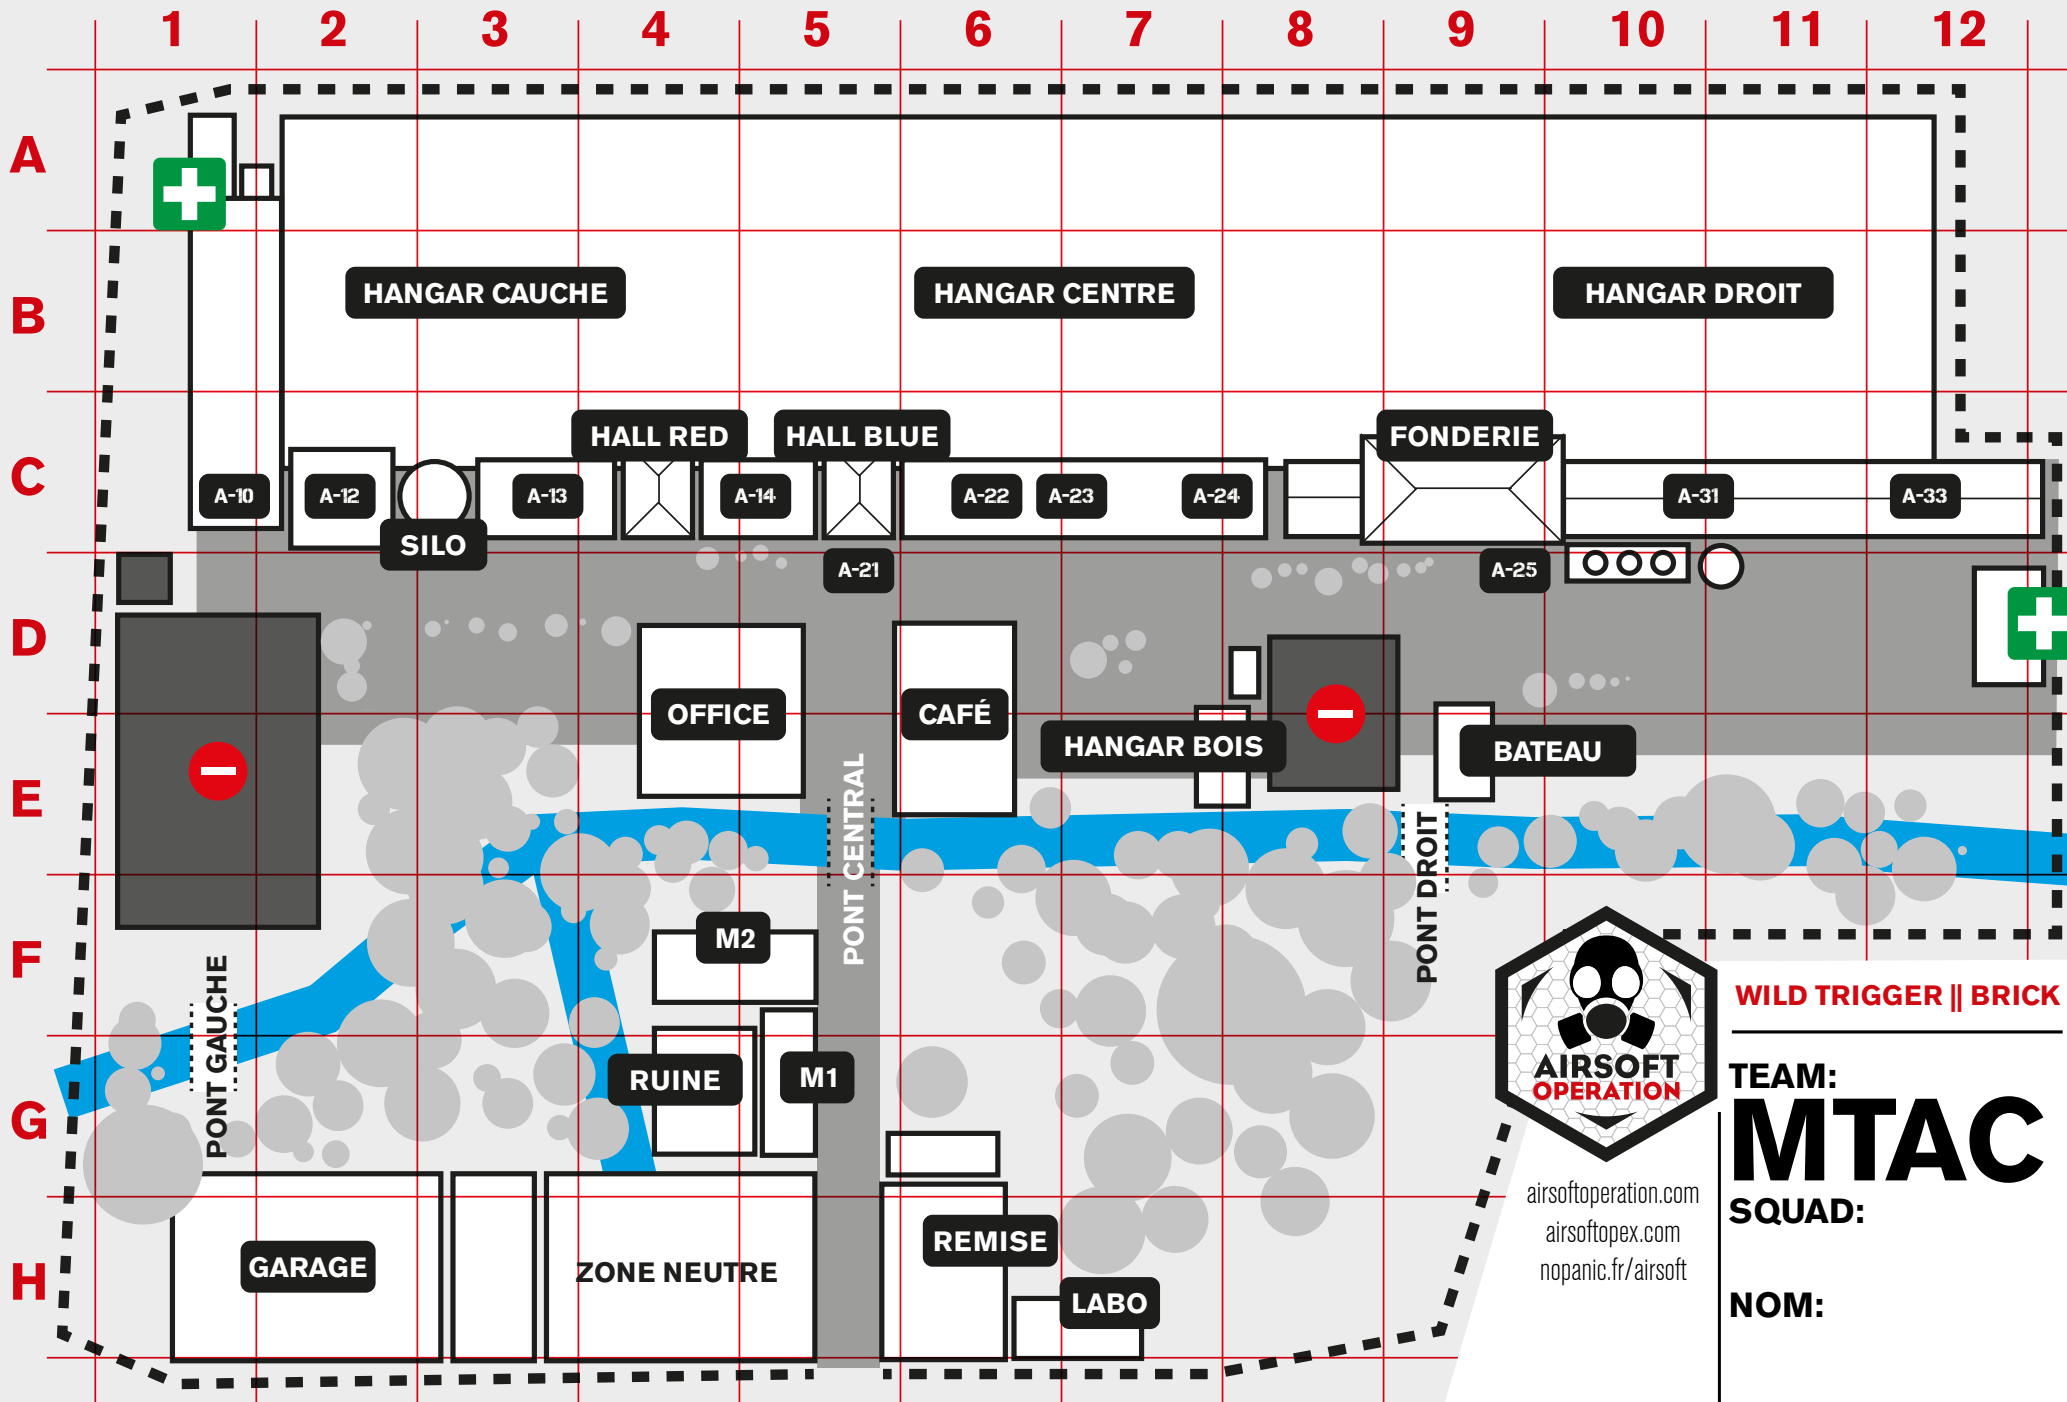 1 2 3 4 5 6 7 8 9 10 11 12
A
B
HANGAR CAUCHE HANGAR CENTRE HANGAR DROIT
HALL RED HALL BLUE FONDERIE
C
A-10 A-12 A-13 A-14 A-22 A-23 A-24 A-31 A-33
SILO
A-21 A-25
D
OFFICE CAFÉ
HANGAR BOIS BATEAU
E
PONT CENTRAL
PONT DROIT
M2
F
PONT GAUCHE
WILD TRIGGER || BRICK
AIRSOFT
OPERATION
RUINE M1
TEAM:
MTAC
G
airsoftoperation.com
SQUAD:
airsoftopex.com
REMISE
nopanic.fr/airsoft
GARAGE ZONE NEUTRE
H
LABO
NOM: